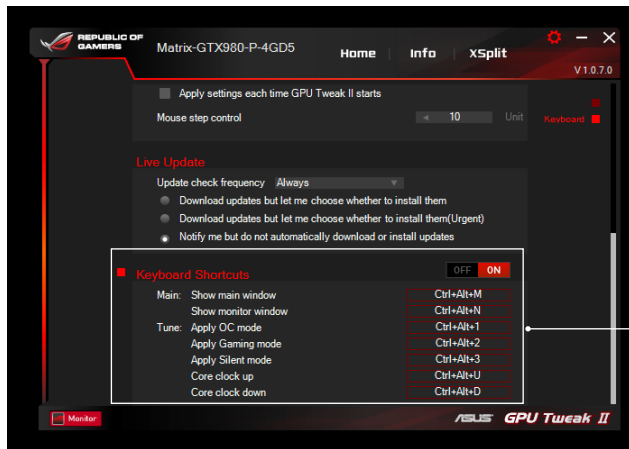 REPUBLIC OF
GAMERS
Matrix-GTX980-P-4GD5
Home Info XSplit
V 1.0.7.0
Apply settings each time GPU Tweak II starts
Mouse step control 10 Unit
Keyboard
Live Update
Update check frequency Always
Download updates but let me choose whether to install them
Download updates but let me choose whether to install them(Urgent)
Notify me but do not automatically download or install updates
Keyboard Shortcuts OFF ON
Main: Show main window Ctrl+Alt+M
Show monitor window Ctrl+Alt+N
Tune: Apply OC mode Ctrl+Alt+1
Apply Gaming mode Ctrl+Alt+2
Apply Silent mode Ctrl+Alt+3
Core clock up Ctrl+Alt+U
Core clock down Ctrl+Alt+D
Monitor
ASUS GPU Tweak II